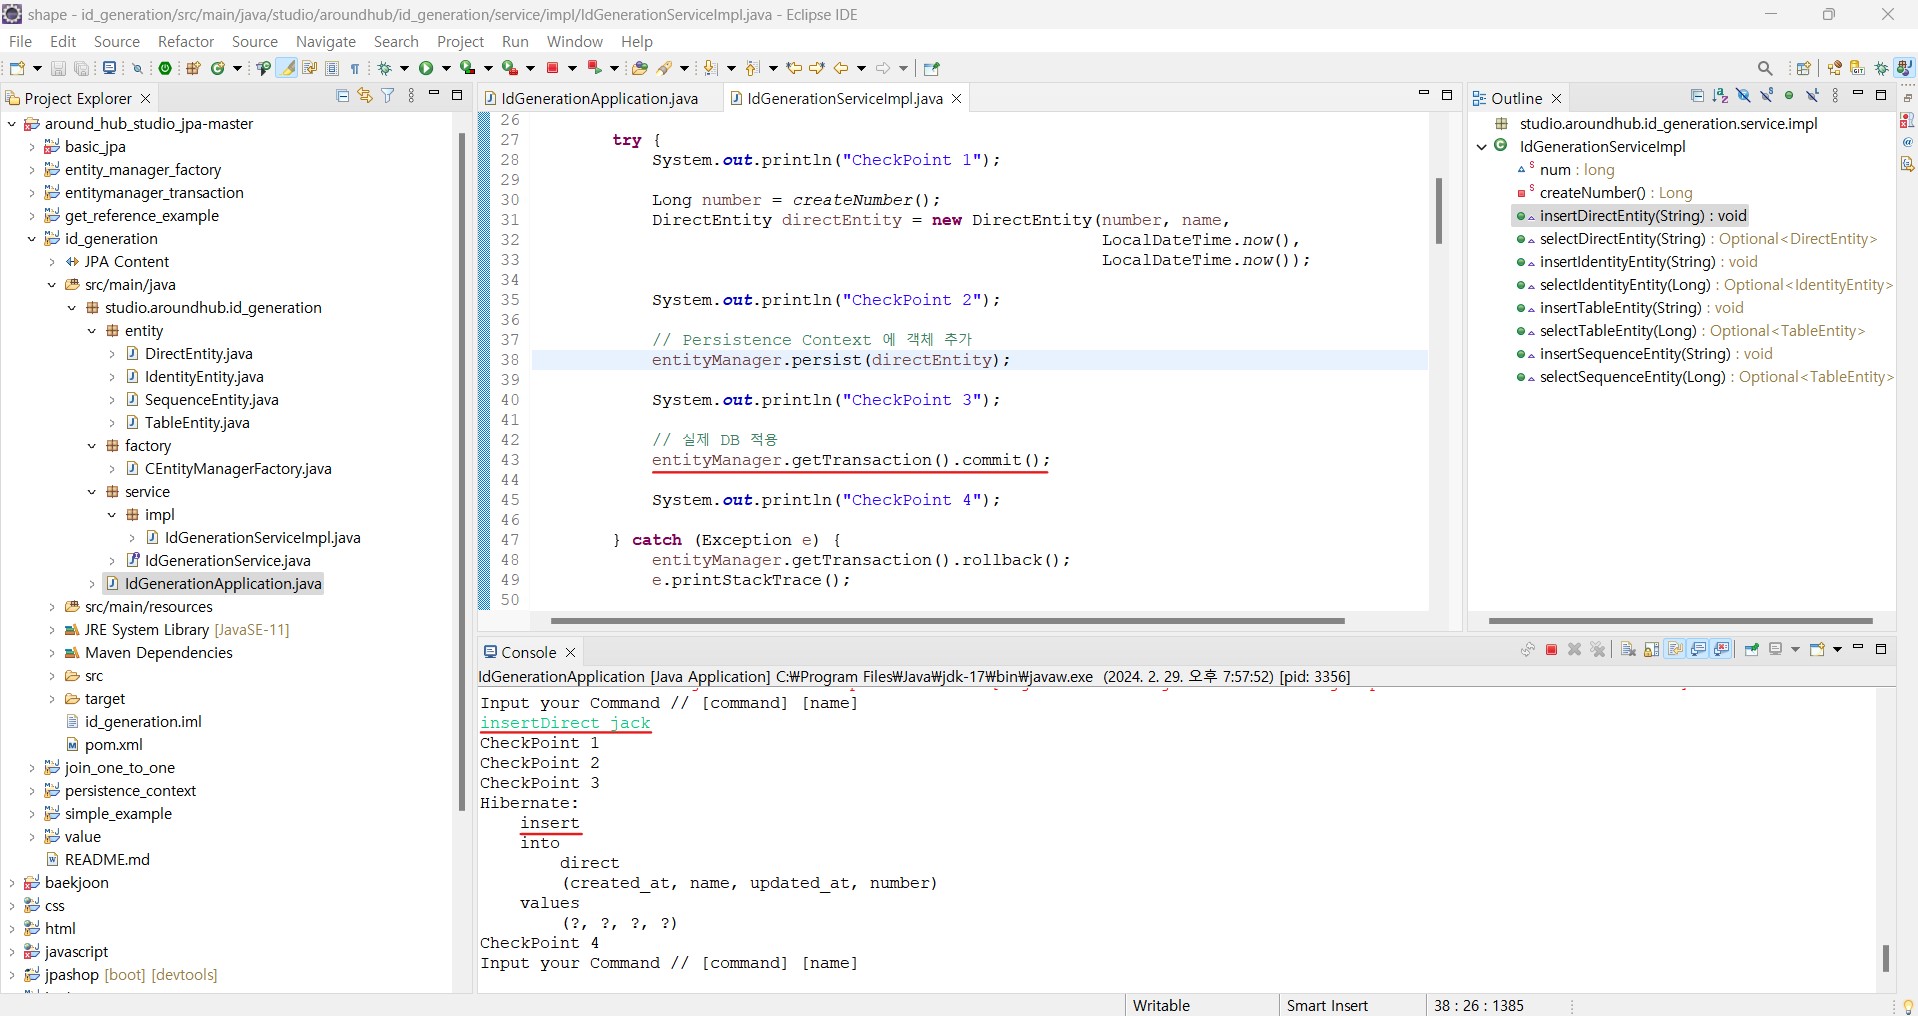 shape - id_generation/src/main/java/studio/aroundhub/id_generation/service/impl/IdGenerationServiceImpl.java - Eclipse IDE
File Edit Source Refactor Source Navigate Search Project Run Window Help
Project Explorer
around_hub_studio_jpa-master
basic_jpa
entity_manager_factory
entitymanager_transaction
get_reference_example
id_generation
JPA Content
src/main/java
studio.aroundhub.id_generation
entity
DirectEntity.java
IdentityEntity.java
SequenceEntity.java
TableEntity.java
factory
CEntityManagerFactory.java
service
impl
IdGenerationServiceImpl.java
IdGenerationService.java
IdGenerationApplication.java
src/main/resources
JRE System Library [JavaSE-11]
Maven Dependencies
src
target
id_generation.iml
pom.xml
join_one_to_one
persistence_context
simple_example
value
README.md
baekjoon
css
html
javascript
jpashop [boot] [devtools]
IdGenerationApplication.java IdGenerationServiceImpl.java
26
27 try {
28 System.out.println("CheckPoint 1");
29
30 Long number = createNumber();
31 DirectEntity directEntity = new DirectEntity(number, name,
32 LocalDateTime.now(),
33 LocalDateTime.now());
34
35 System.out.println("CheckPoint 2");
36
37 // Persistence Context 에 객체 추가
38 entityManager.persist(directEntity);
39
40 System.out.println("CheckPoint 3");
41
42 // 실제 DB 적용
43 entityManager.getTransaction().commit();
44
45 System.out.println("CheckPoint 4");
46
47 } catch (Exception e) {
48 entityManager.getTransaction().rollback();
49 e.printStackTrace();
50
Outline
studio.aroundhub.id_generation.service.impl
IdGenerationServiceImpl
num : long
createNumber() : Long
insertDirectEntity(String) : void
selectDirectEntity(String) : Optional<DirectEntity>
insertIdentityEntity(String) : void
selectIdentityEntity(Long) : Optional<IdentityEntity>
insertTableEntity(String) : void
selectTableEntity(Long) : Optional<TableEntity>
insertSequenceEntity(String) : void
selectSequenceEntity(Long) : Optional<TableEntity>
Console
IdGenerationApplication [Java Application] C:₩Program Files₩Java₩jdk-17₩bin₩javaw.exe (2024. 2. 29. 오후 7:57:52) [pid: 3356]
Input your Command // [command] [name]
insertDirect jack
CheckPoint 1
CheckPoint 2
CheckPoint 3
Hibernate:
insert
into
direct
(created_at, name, updated_at, number)
values
(?, ?, ?, ?)
CheckPoint 4
Input your Command // [command] [name]
Writable Smart Insert 38 : 26 : 1385